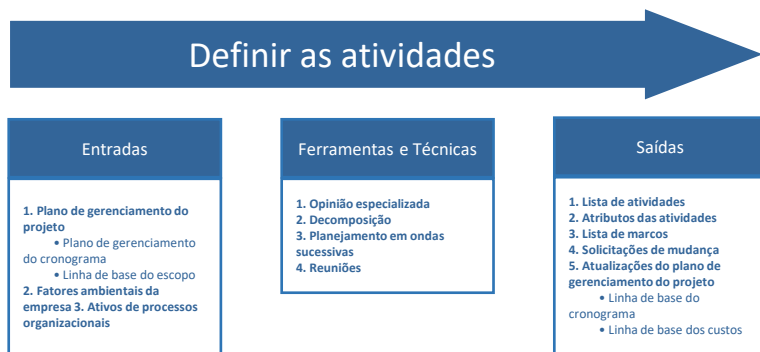 Definir as atividades
Entradas
1. Plano de gerenciamento do
projeto
• Plano de gerenciamento
do cronograma
• Linha de base do escopo
2. Fatores ambientais da
empresa 3. Ativos de processos
organizacionais
Ferramentas e Técnicas
1. Opinião especializada
2. Decomposição
3. Planejamento em ondas
sucessivas
4. Reuniões
Saídas
1. Lista de atividades
2. Atributos das atividades
3. Lista de marcos
4. Solicitações de mudança
5. Atualizações do plano de
gerenciamento do projeto
• Linha de base do
cronograma
• Linha de base dos custos